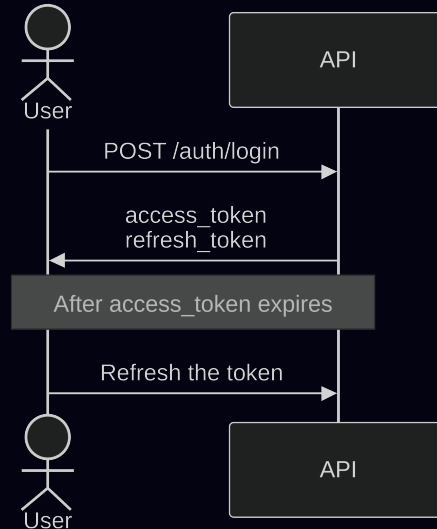 User
API
POST /auth/login
access_token
refresh_token
After access_token expires
Refresh the token
User
API